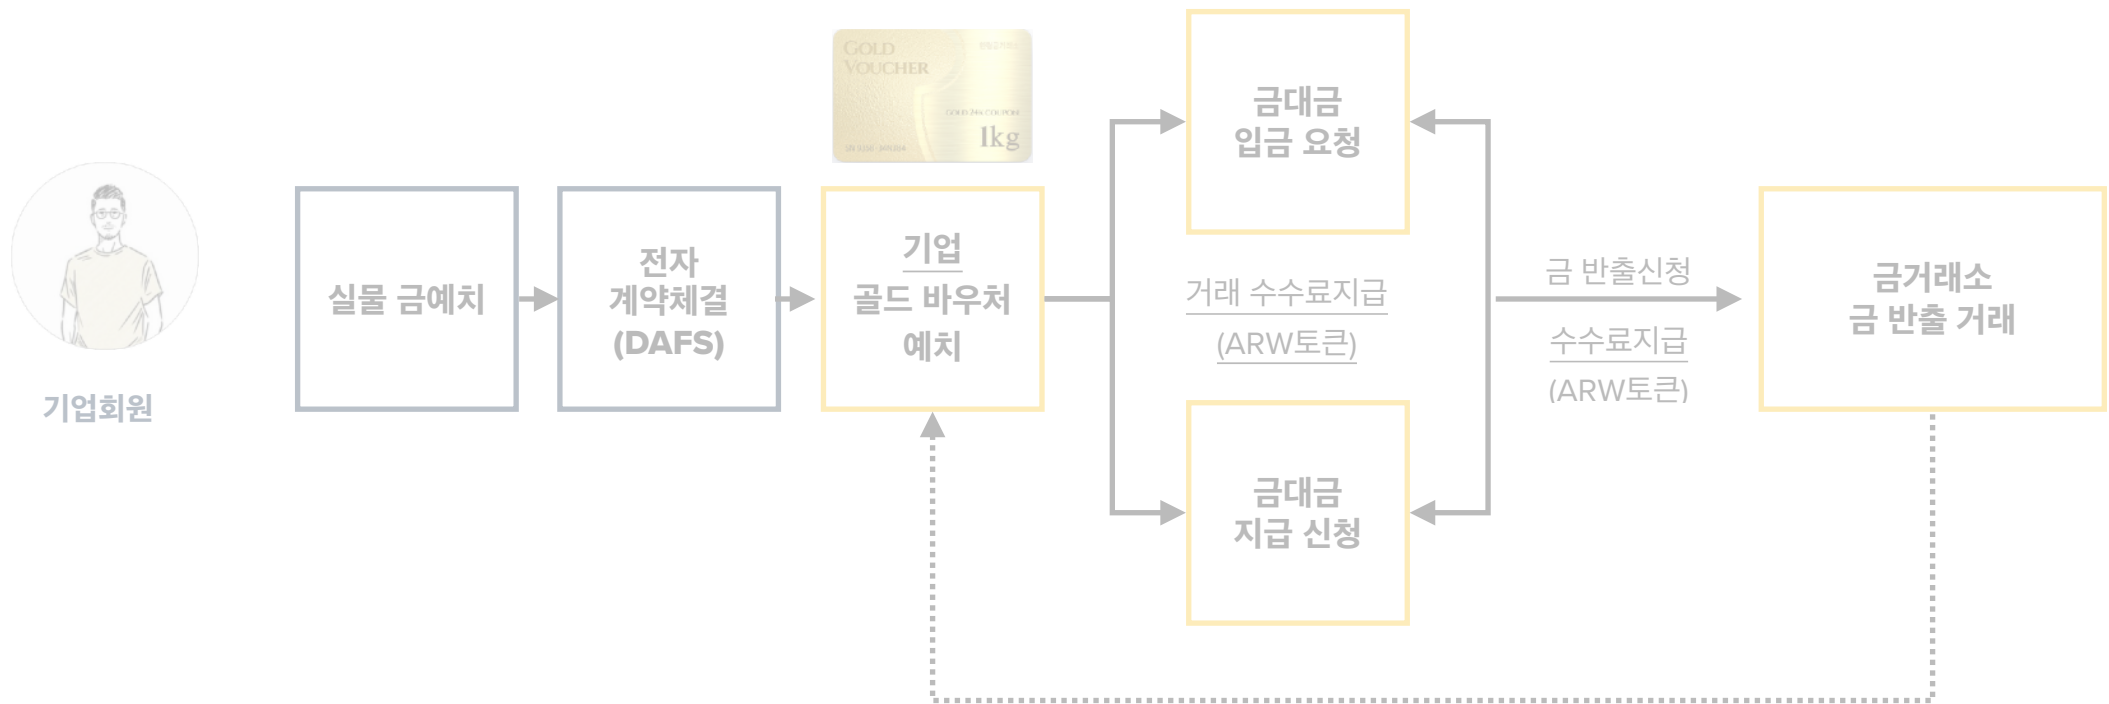 GOLD
VOUCHER
GOLD 24K COUPON
1kg
기업회원
실물 금예치
전자
계약체결
(DAFS)
기업
골드 바우처
예치
금대금
입금 요청
거래 수수료지급
(ARW토큰)
금대금
지급 신청
금 반출신청
수수료지급
(ARW토큰)
금거래소
금 반출 거래